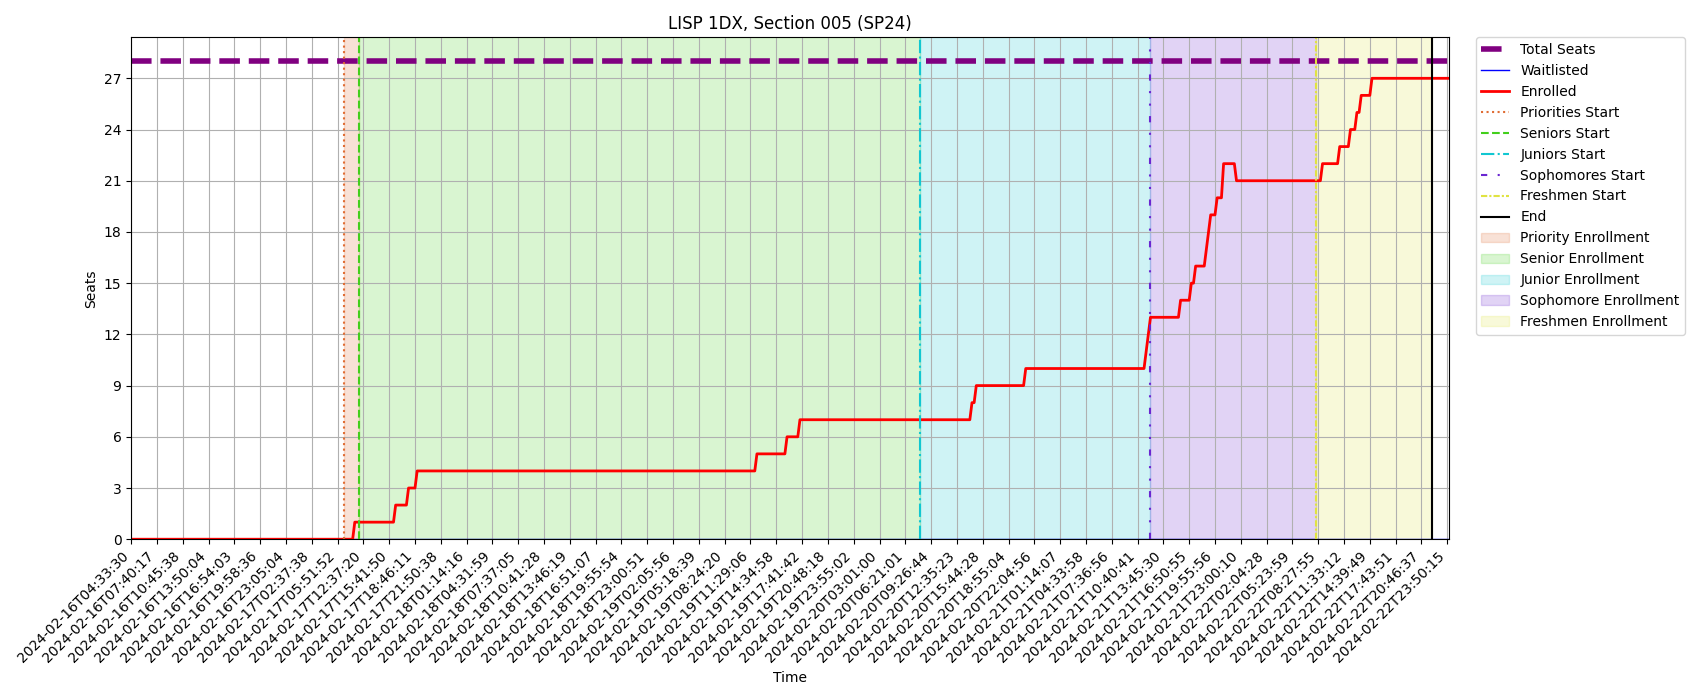 LISP 1DX, Section 005 (SP24)
Total Seats
Waitlisted
Enrolled
Priorities Start
Seniors Start
Juniors Start
Sophomores Start
Freshmen Start
End
Priority Enrollment
Senior Enrollment
Junior Enrollment
Sophomore Enrollment
Freshmen Enrollment
Seats
27
24
21
18
15
12
9
6
3
0
2024-02-16T04:33:30
2024-02-16T07:40:17
2024-02-16T10:45:38
2024-02-16T13:50:04
2024-02-16T16:54:03
2024-02-16T19:58:36
2024-02-16T23:05:04
2024-02-17T02:37:38
2024-02-17T05:51:52
2024-02-17T12:37:20
2024-02-17T15:41:50
2024-02-17T18:46:11
2024-02-17T21:50:38
2024-02-18T01:14:16
2024-02-18T04:31:59
2024-02-18T07:37:05
2024-02-18T10:41:28
2024-02-18T13:46:19
2024-02-18T16:51:07
2024-02-18T19:55:54
2024-02-18T23:00:51
2024-02-19T02:05:56
2024-02-19T05:18:39
2024-02-19T08:24:20
2024-02-19T11:29:06
2024-02-19T14:34:58
2024-02-19T17:41:42
2024-02-19T20:48:18
2024-02-19T23:55:02
2024-02-20T03:01:00
2024-02-20T06:21:01
2024-02-20T09:26:44
2024-02-20T12:35:23
2024-02-20T15:44:28
2024-02-20T18:55:04
2024-02-20T22:04:56
2024-02-21T01:14:07
2024-02-21T04:33:58
2024-02-21T07:36:56
2024-02-21T10:40:41
2024-02-21T13:45:30
2024-02-21T16:50:55
2024-02-21T19:55:56
2024-02-21T23:00:10
2024-02-22T02:04:28
2024-02-22T05:23:59
2024-02-22T08:27:55
2024-02-22T11:33:12
2024-02-22T14:39:49
2024-02-22T17:43:51
2024-02-22T20:46:37
2024-02-22T23:50:15
Time